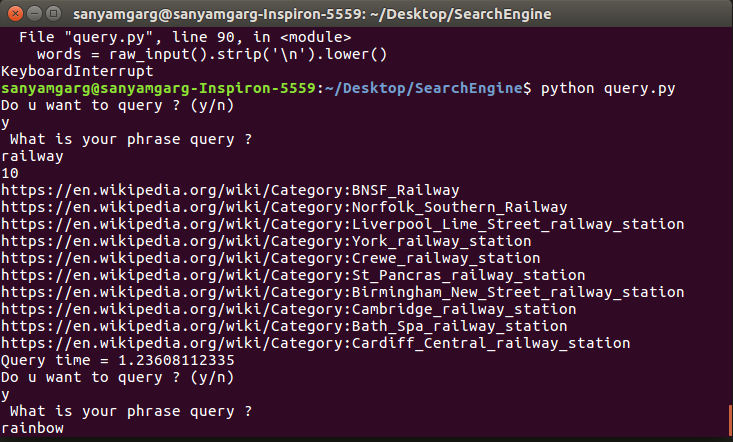 sanyamgarg@sanyamgarg-Inspiron-5559: ~/Desktop/SearchEngine
  File "query.py", line 90, in <module>
    words = raw_input().strip('\n').lower()
KeyboardInterrupt
sanyamgarg@sanyamgarg-Inspiron-5559:~/Desktop/SearchEngine$ python query.py
Do u want to query ? (y/n)
y
 What is your phrase query ?
railway
10
https://en.wikipedia.org/wiki/Category:BNSF_Railway
https://en.wikipedia.org/wiki/Category:Norfolk_Southern_Railway
https://en.wikipedia.org/wiki/Category:Liverpool_Lime_Street_railway_station
https://en.wikipedia.org/wiki/Category:York_railway_station
https://en.wikipedia.org/wiki/Category:Crewe_railway_station
https://en.wikipedia.org/wiki/Category:St_Pancras_railway_station
https://en.wikipedia.org/wiki/Category:Birmingham_New_Street_railway_station
https://en.wikipedia.org/wiki/Category:Cambridge_railway_station
https://en.wikipedia.org/wiki/Category:Bath_Spa_railway_station
https://en.wikipedia.org/wiki/Category:Cardiff_Central_railway_station
Query time = 1.23608112335
Do u want to query ? (y/n)
y
 What is your phrase query ?
rainbow